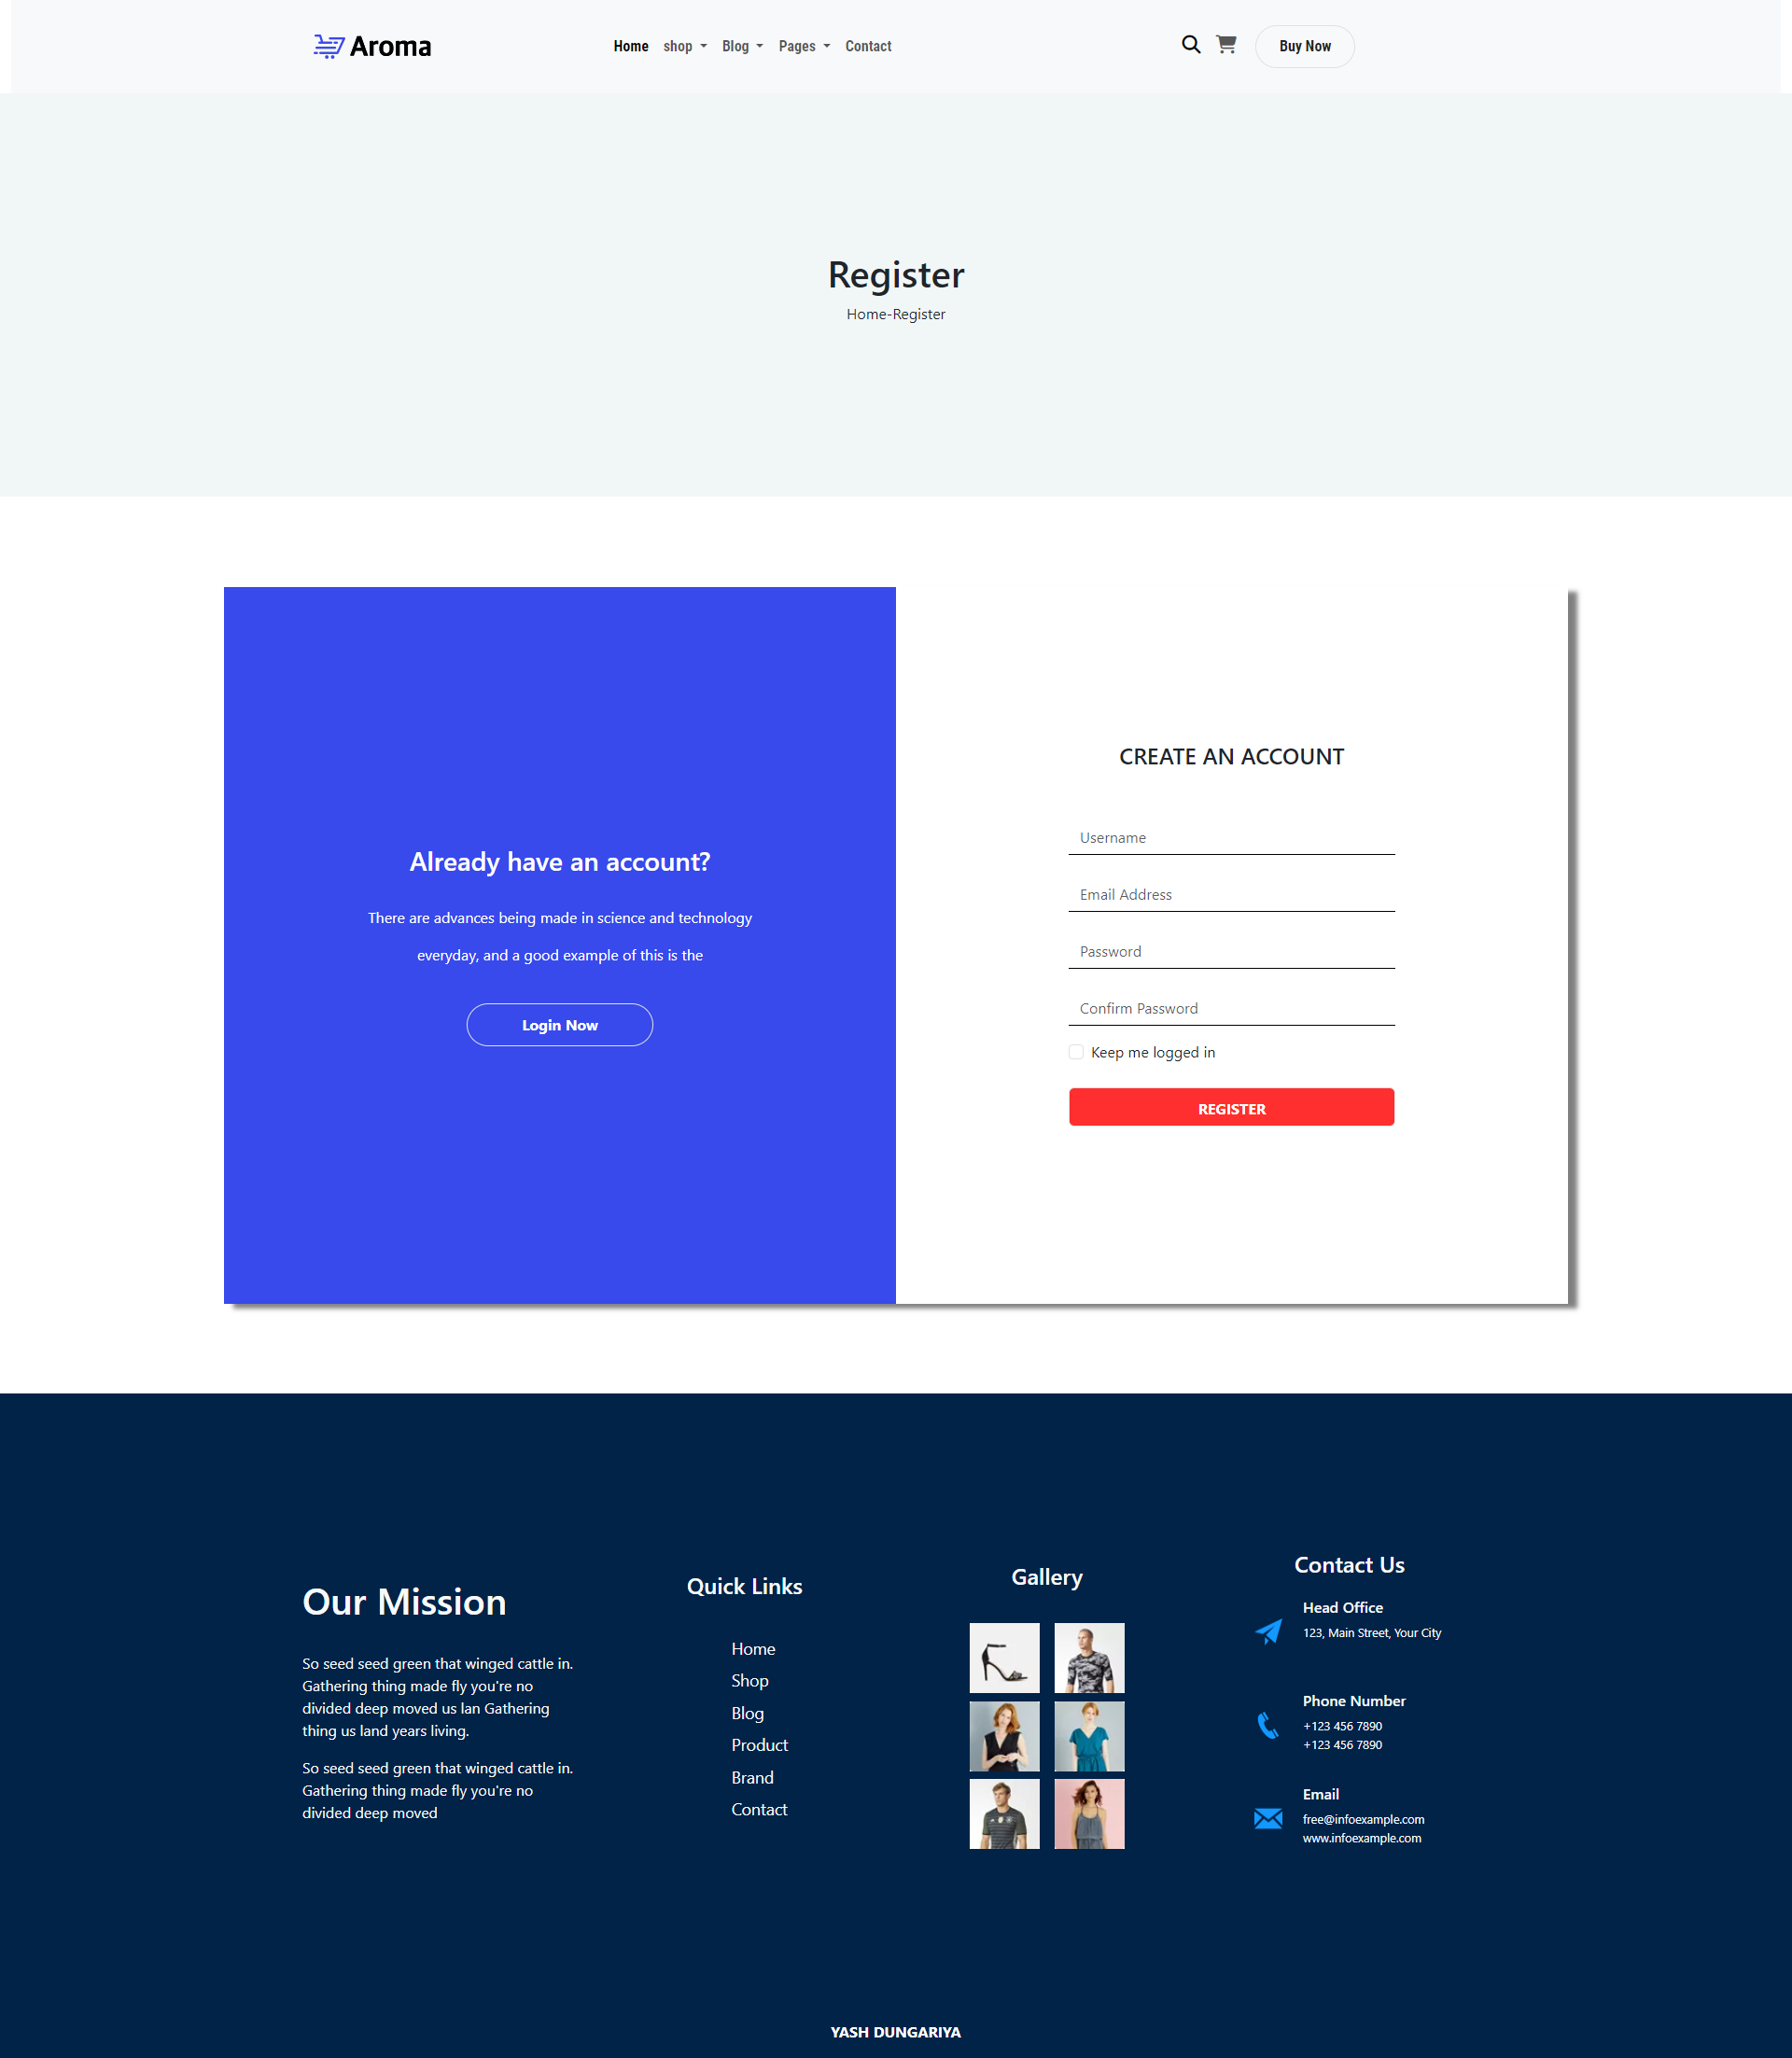 Aroma
Home shop Blog Pages Contact
Buy Now
Register
Home-Register
Already have an account?
There are advances being made in science and technology
everyday, and a good example of this is the
Login Now
CREATE AN ACCOUNT
Username
Email Address
Password
Confirm Password
Keep me logged in
REGISTER
Our Mission
So seed seed green that winged cattle in.
Gathering thing made fly you're no
divided deep moved us lan Gathering
thing us land years living.
So seed seed green that winged cattle in.
Gathering thing made fly you're no
divided deep moved
Quick Links
Home
Shop
Blog
Product
Brand
Contact
Gallery
Contact Us
Head Office
123, Main Street, Your City
Phone Number
+123 456 7890
+123 456 7890
Email
free@infoexample.com
www.infoexample.com
YASH DUNGARIYA